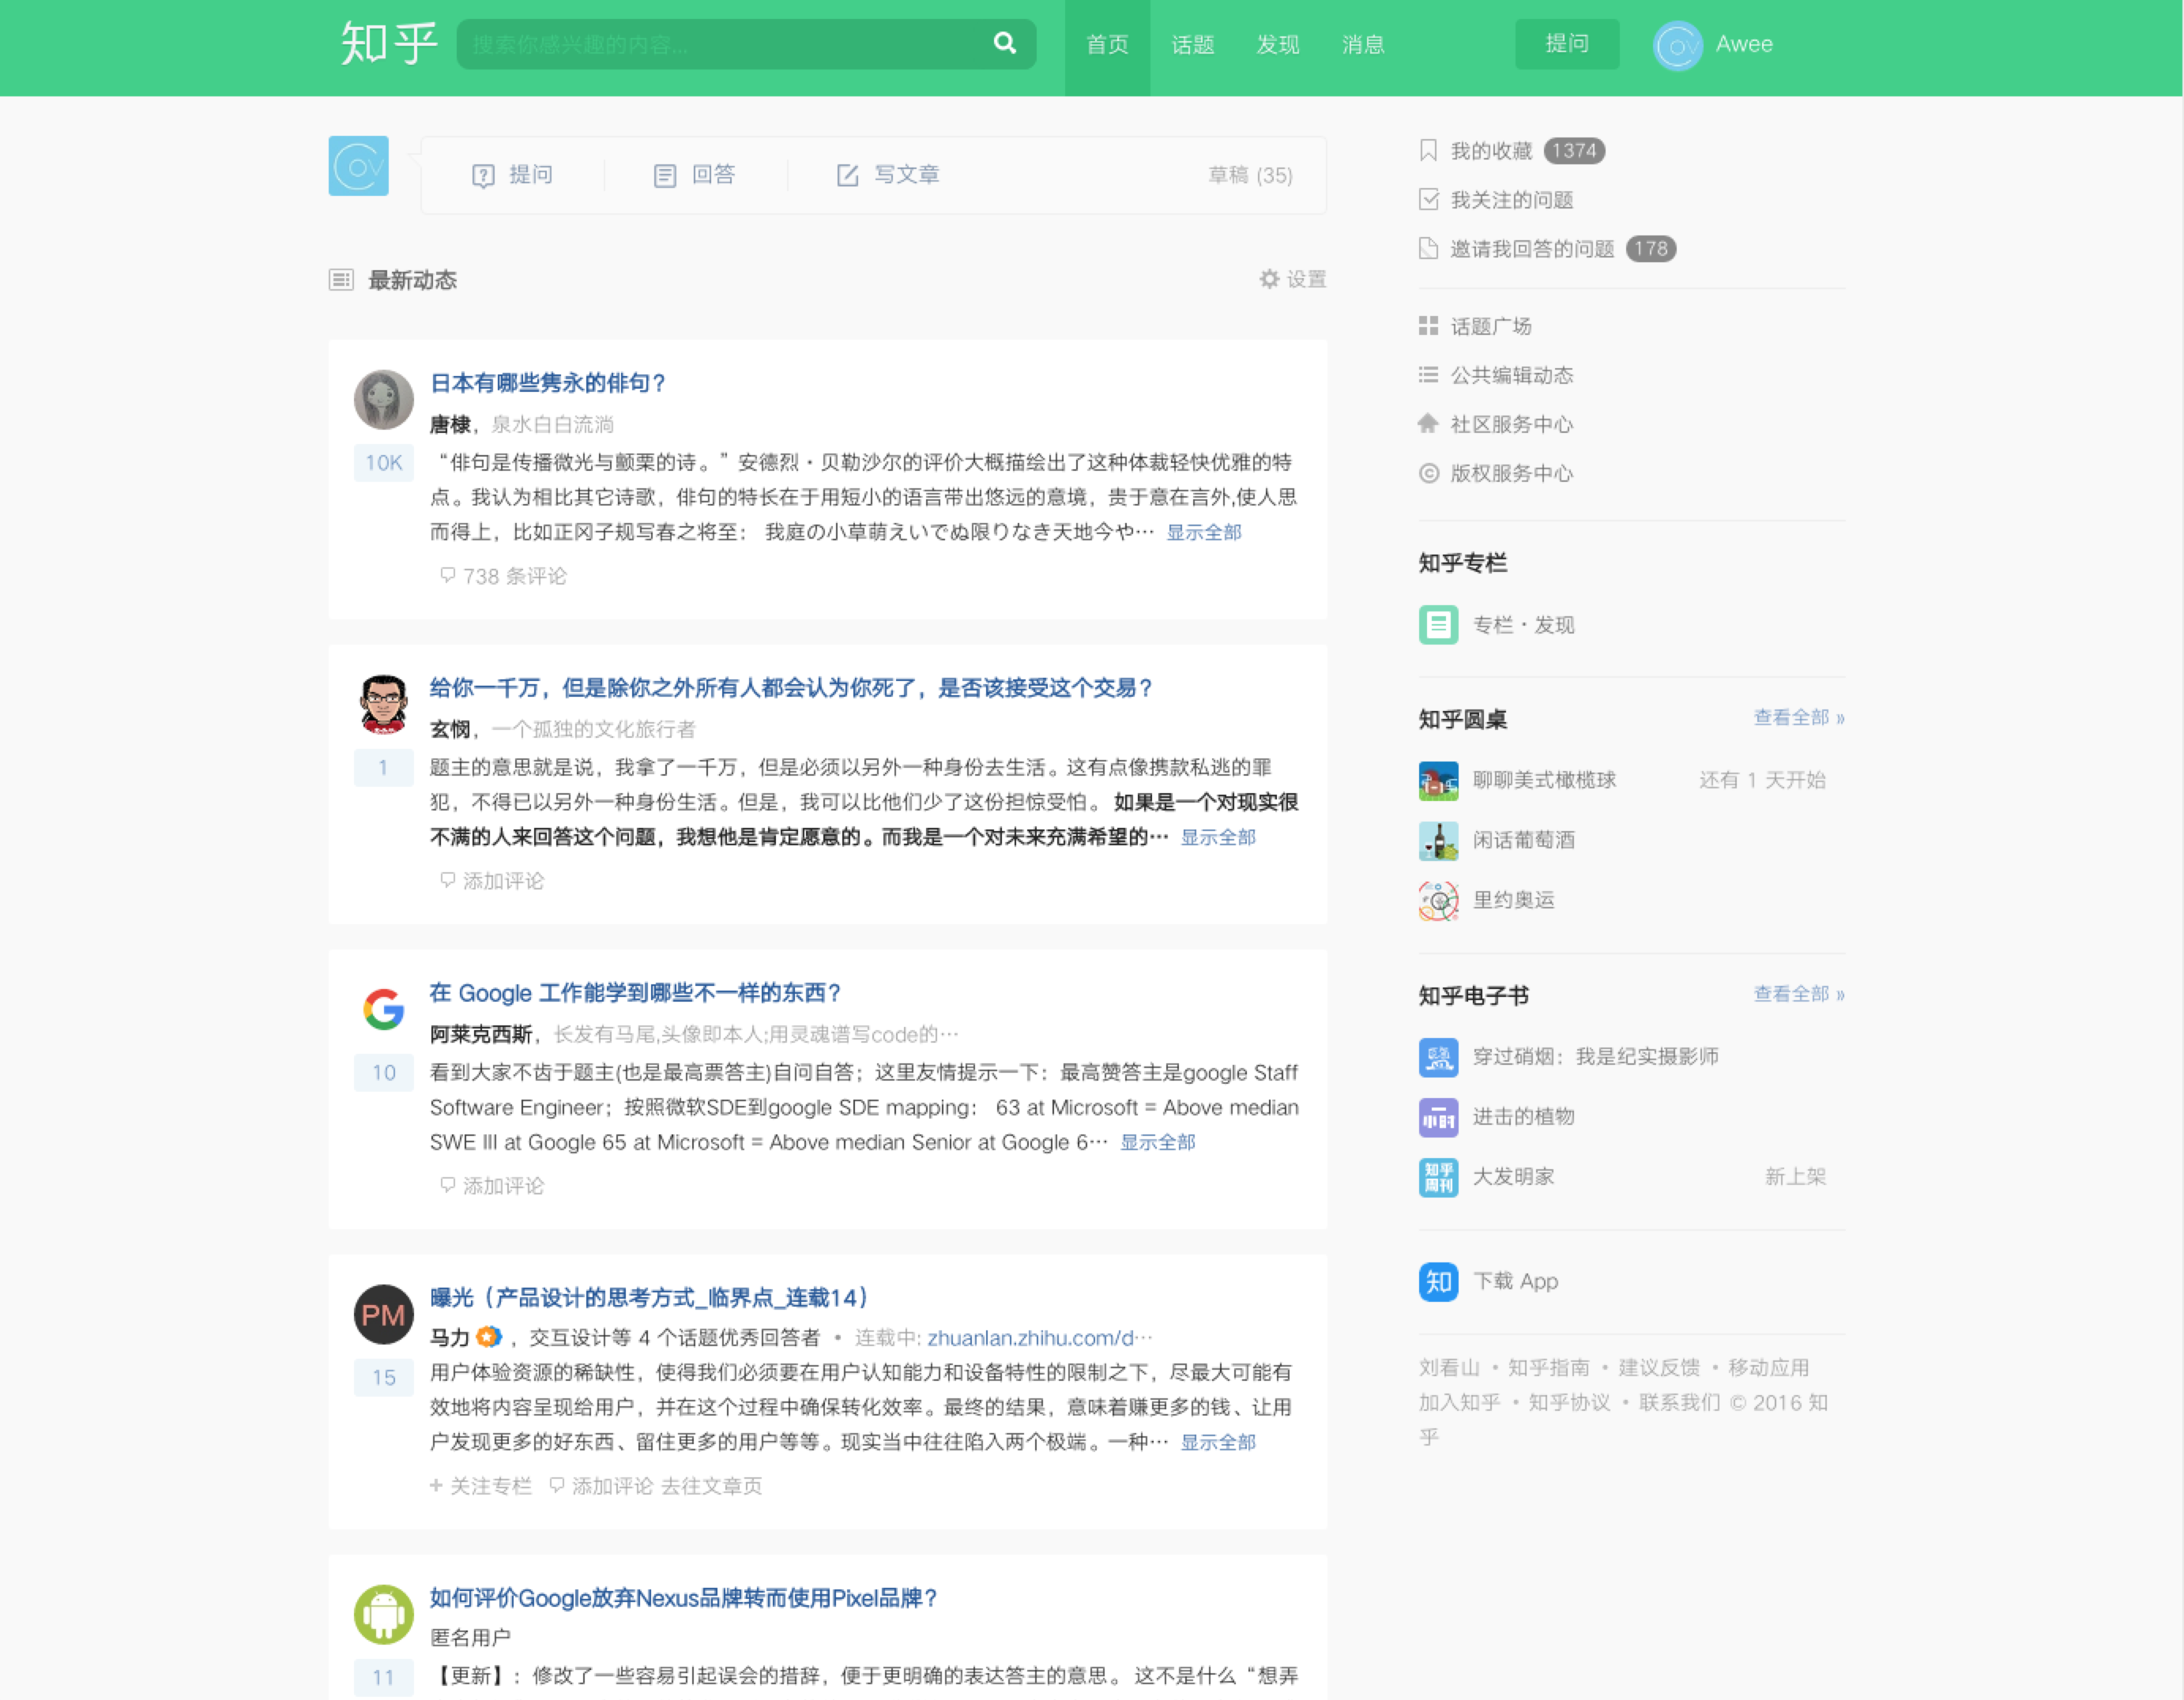 知乎
搜索你感兴趣的内容...
首页 话题 发现 消息
提问
Awee
提问 回答 写文章 草稿 (35)
最新动态 设置
日本有哪些隽永的俳句？
唐棣，泉水白白流淌
10K
“俳句是传播微光与颤栗的诗。”安德烈・贝勒沙尔的评价大概描绘出了这种体裁轻快优雅的特
点。我认为相比其它诗歌，俳句的特长在于用短小的语言带出悠远的意境，贵于意在言外,使人思
而得上，比如正冈子规写春之将至： 我庭の小草萌えいでぬ限りなき天地今や… 显示全部
738 条评论
给你一千万，但是除你之外所有人都会认为你死了，是否该接受这个交易？
玄悯，一个孤独的文化旅行者
1
题主的意思就是说，我拿了一千万，但是必须以另外一种身份去生活。这有点像携款私逃的罪
犯，不得已以另外一种身份生活。但是，我可以比他们少了这份担惊受怕。 如果是一个对现实很
不满的人来回答这个问题，我想他是肯定愿意的。而我是一个对未来充满希望的… 显示全部
添加评论
在 Google 工作能学到哪些不一样的东西？
阿莱克西斯，长发有马尾,头像即本人;用灵魂谱写code的…
10
看到大家不齿于题主(也是最高票答主)自问自答；这里友情提示一下：最高赞答主是google Staff
Software Engineer；按照微软SDE到google SDE mapping： 63 at Microsoft = Above median
SWE III at Google 65 at Microsoft = Above median Senior at Google 6… 显示全部
添加评论
PM
曝光（产品设计的思考方式_临界点_连载14）
马力 ，交互设计等 4 个话题优秀回答者 • 连载中: zhuanlan.zhihu.com/d…
15
用户体验资源的稀缺性，使得我们必须要在用户认知能力和设备特性的限制之下，尽最大可能有
效地将内容呈现给用户，并在这个过程中确保转化效率。最终的结果，意味着赚更多的钱、让用
户发现更多的好东西、留住更多的用户等等。现实当中往往陷入两个极端。一种… 显示全部
+ 关注专栏 添加评论 去往文章页
如何评价Google放弃Nexus品牌转而使用Pixel品牌？
匿名用户
11
【更新】：修改了一些容易引起误会的措辞，便于更明确的表达答主的意思。 这不是什么“想弄
我的收藏 1374
我关注的问题
邀请我回答的问题 178
话题广场
公共编辑动态
社区服务中心
版权服务中心
知乎专栏
专栏・发现
知乎圆桌 查看全部 »
聊聊美式橄榄球 还有 1 天开始
闲话葡萄酒
里约奥运
知乎电子书 查看全部 »
穿过硝烟：我是纪实摄影师
进击的植物
知乎
周刊
大发明家 新上架
知 下载 App
刘看山 • 知乎指南 • 建议反馈 • 移动应用
加入知乎 • 知乎协议 • 联系我们 © 2016 知
乎